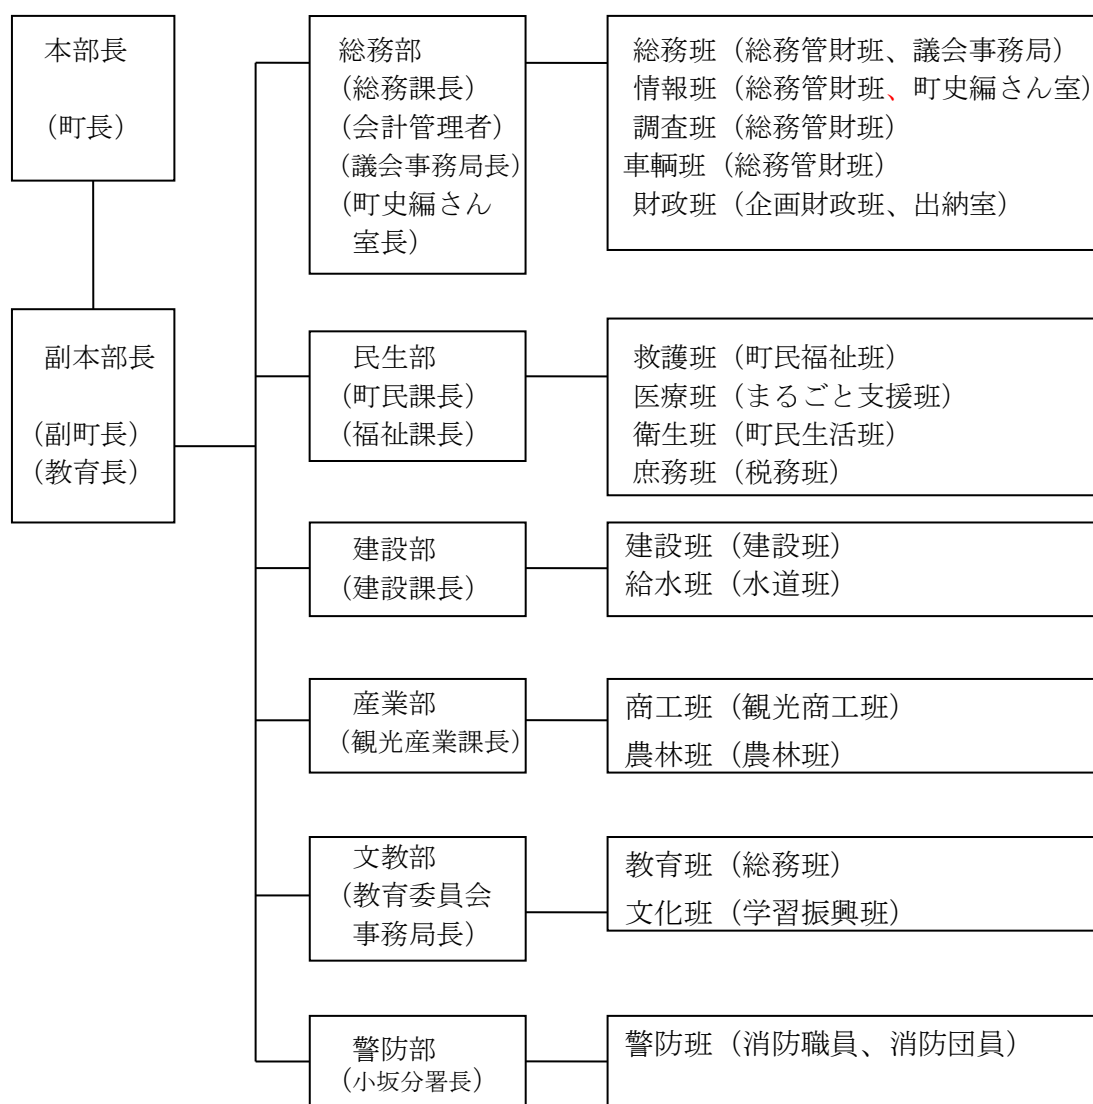 本部長
(町長)
副本部長
(副町長)
(教育長)
総務部
(総務課長)
(会計管理者)
(議会事務局長)
(町史編さん
室長)
総務班（総務管財班、議会事務局）
情報班（総務管財班、町史編さん室）
調査班（総務管財班）
車輌班（総務管財班）
財政班（企画財政班、出納室）
民生部
(町民課長)
(福祉課長)
救護班（町民福祉班）
医療班（まるごと支援班）
衛生班（町民生活班）
庶務班（税務班）
建設部
(建設課長)
建設班（建設班）
給水班（水道班）
産業部
(観光産業課長)
商工班（観光商工班）
農林班（農林班）
文教部
(教育委員会
事務局長)
教育班（総務班）
文化班（学習振興班）
警防部
(小坂分署長)
警防班（消防職員、消防団員）